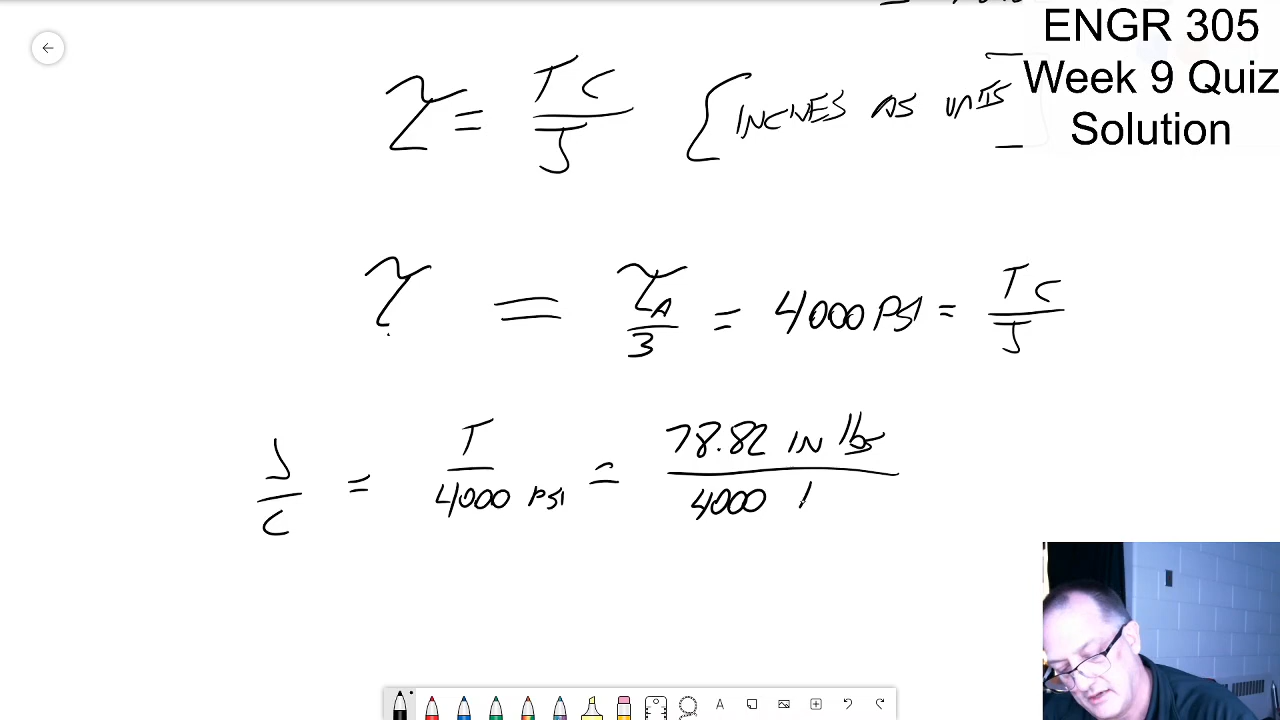 ENGR 305
Week 9 Quiz
Solution
τ = TC / J [INCHES AS UNITS]
τ = τA / 3 = 4000 PSI = TC / J
J / C = T / 4000 PSI = 78.82 IN lbs / 4000